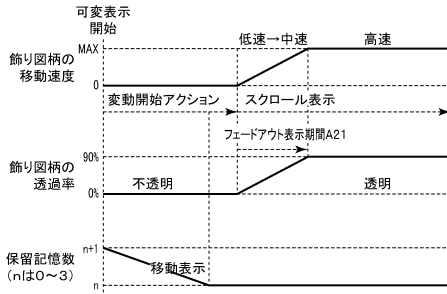 可変表示
開始
飾り図柄の
移動速度
MAX
0
低速→中速
高速
変動開始アクション
スクロール表示
フェードアウト表示期間A21
飾り図柄の
透過率
90%
0%
不透明
透明
保留記憶数
(nは0～3)
n+1
n
移動表示